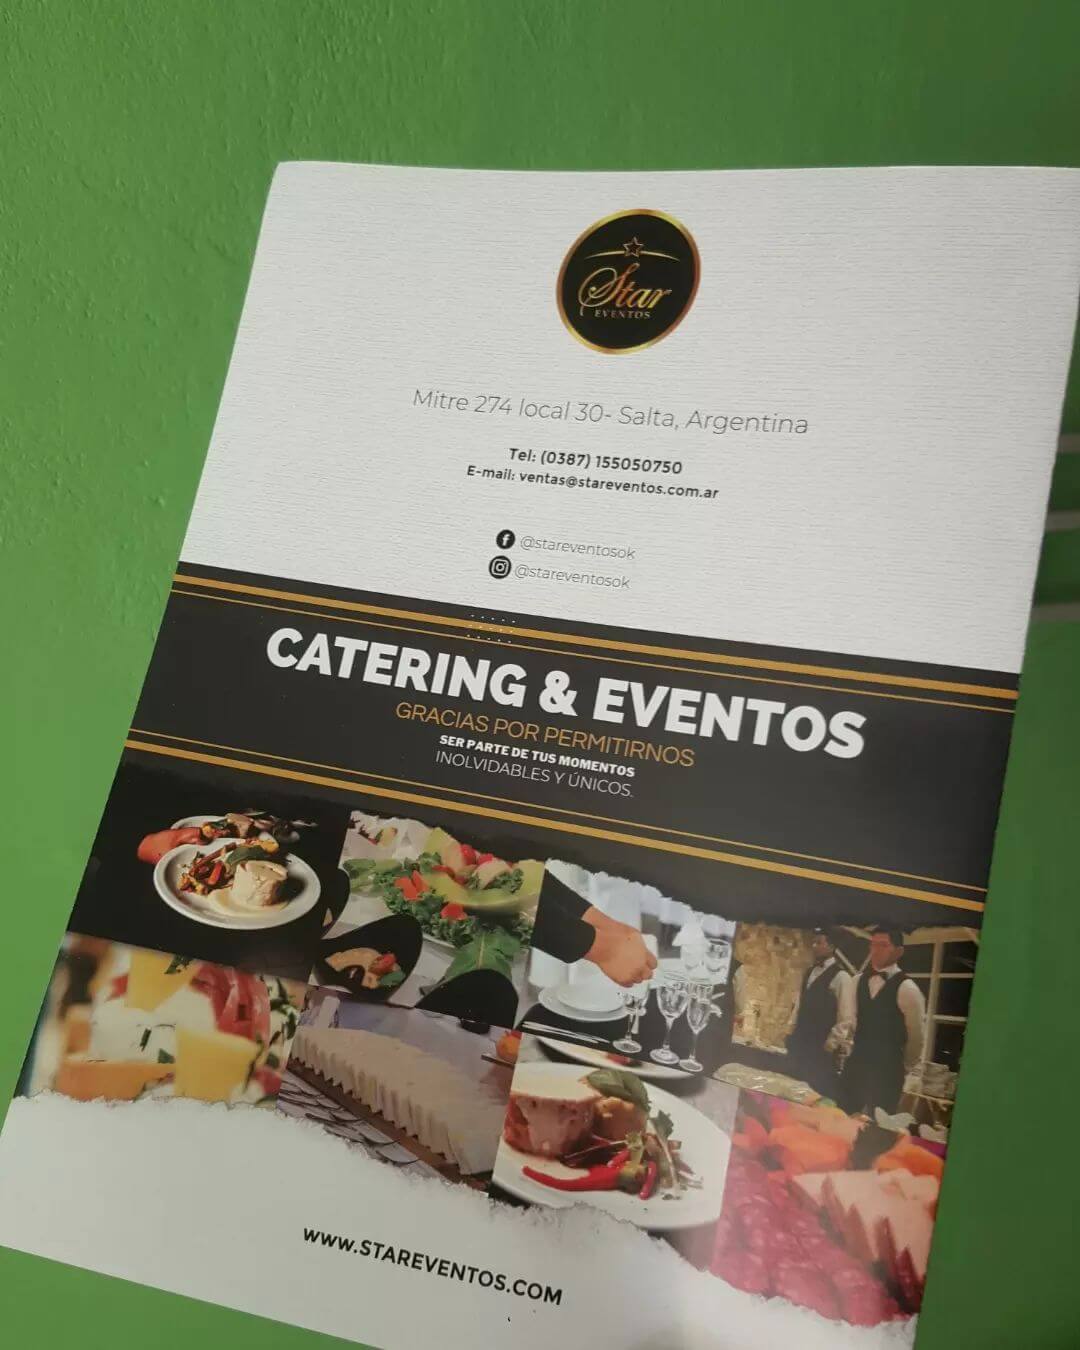 Star
EVENTOS
Mitre 274 local 30- Salta, Argentina
Tel: (0387) 155050750
E-mail: ventas@stareventos.com.ar
@stareventosok
@stareventosok
CATERING & EVENTOS
GRACIAS POR PERMITIRNOS
SER PARTE DE TUS MOMENTOS
INOLVIDABLES Y ÚNICOS.
WWW.STAREVENTOS.COM